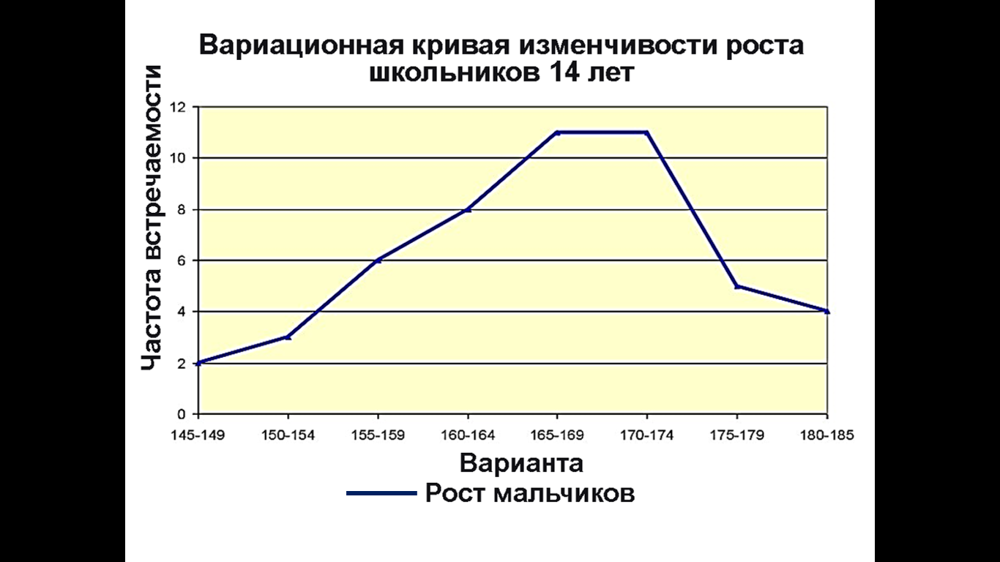 Вариационная кривая изменчивости роста
школьников 14 лет
Частота встречаемости
12
10
8
6
4
2
0
145-149 150-154 155-159 160-164 165-169 170-174 175-179 180-185
Варианта
Рост мальчиков